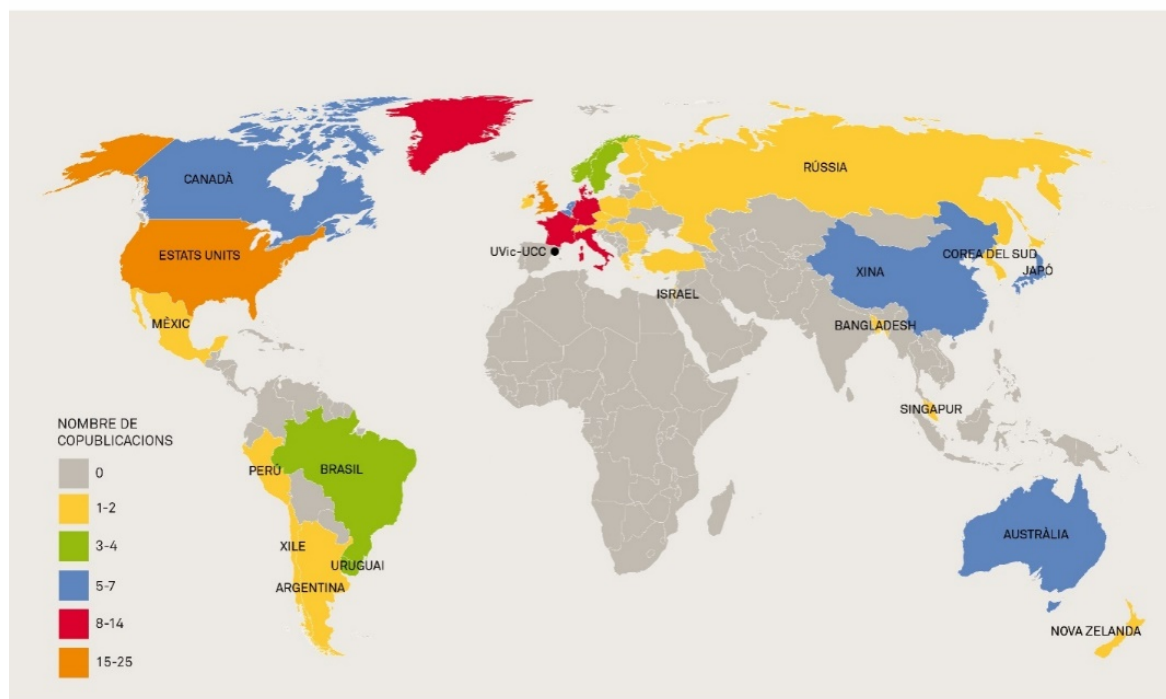 CANADÀ
RÚSSIA
ESTATS UNITS
UVic-UCC
COREA DEL SUD
XINA
JAPÓ
ISRAEL
MÈXIC
BANGLADESH
SINGAPUR
NOMBRE DE
COPUBLICACIONS
0
1-2
3-4
5-7
8-14
15-25
PERÚ
BRASIL
XILE
URUGUAI
ARGENTINA
AUSTRÀLIA
NOVA ZELANDA